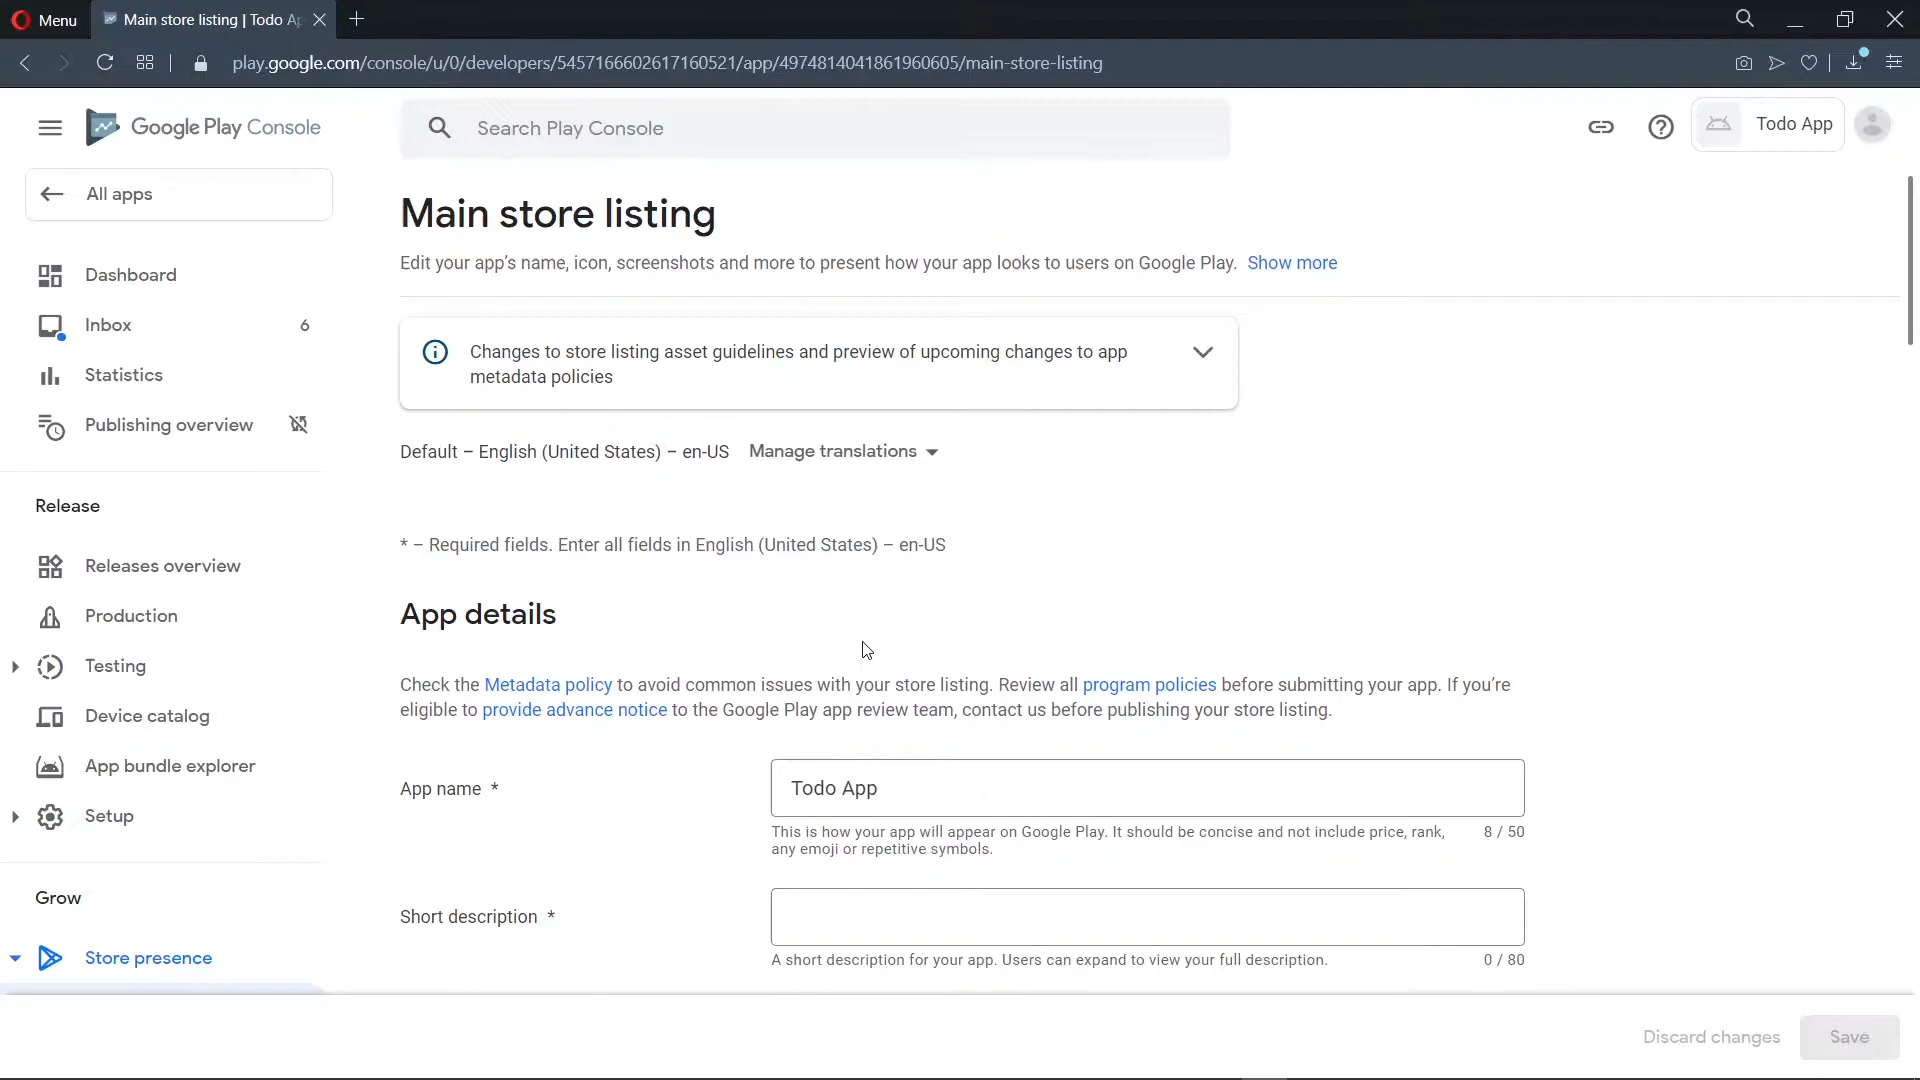 Menu
Main store listing | Todo Ap
play.google.com/console/u/0/developers/5457166602617160521/app/4974814041861960605/main-store-listing
Google Play Console
Search Play Console
Todo App
All apps
Dashboard
Inbox 6
Statistics
Publishing overview
Release
Releases overview
Production
Testing
Device catalog
App bundle explorer
Setup
Grow
Store presence
Main store listing
Edit your app's name, icon, screenshots and more to present how your app looks to users on Google Play. Show more
Changes to store listing asset guidelines and preview of upcoming changes to app
metadata policies
Default – English (United States) – en-US Manage translations
* – Required fields. Enter all fields in English (United States) – en-US
App details
Check the Metadata policy to avoid common issues with your store listing. Review all program policies before submitting your app. If you're
eligible to provide advance notice to the Google Play app review team, contact us before publishing your store listing.
App name *
Todo App
This is how your app will appear on Google Play. It should be concise and not include price, rank, 8 / 50
any emoji or repetitive symbols.
Short description *
A short description for your app. Users can expand to view your full description. 0 / 80
Discard changes
Save